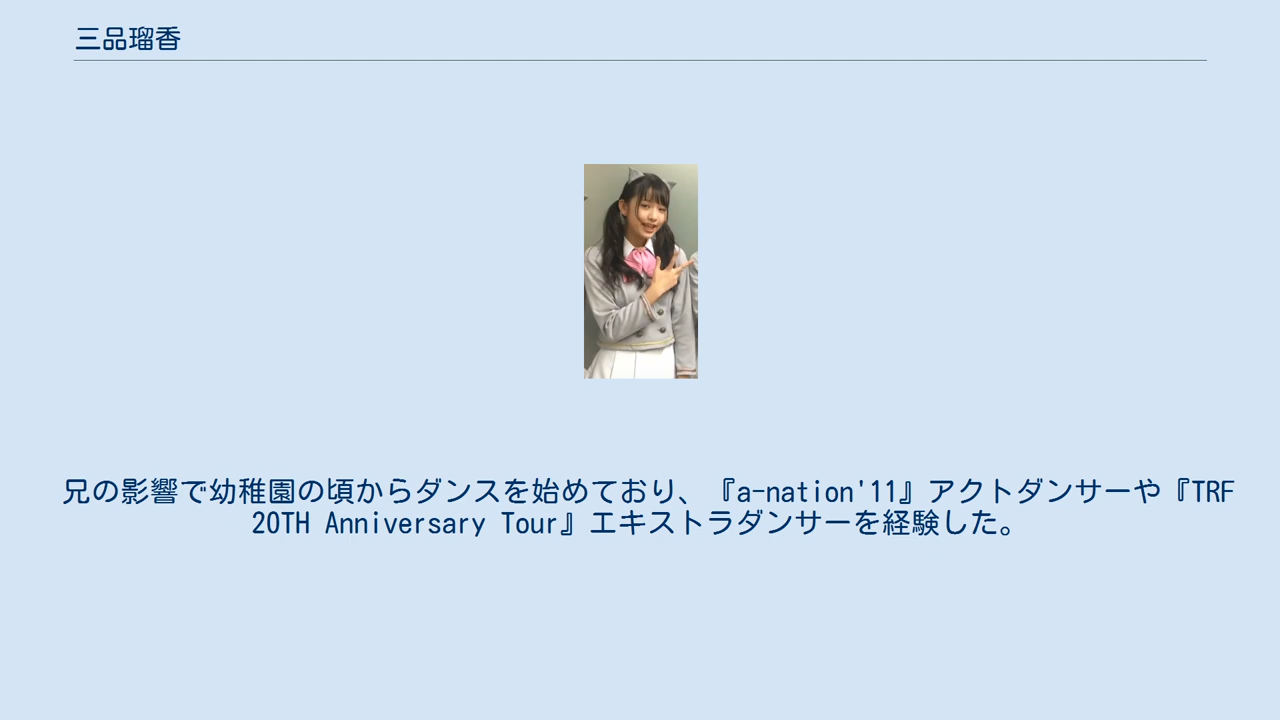 三品瑠香
兄の影響で幼稚園の頃からダンスを始めており、『a-nation'11』アクトダンサーや『TRF
20TH Anniversary Tour』エキストラダンサーを経験した。